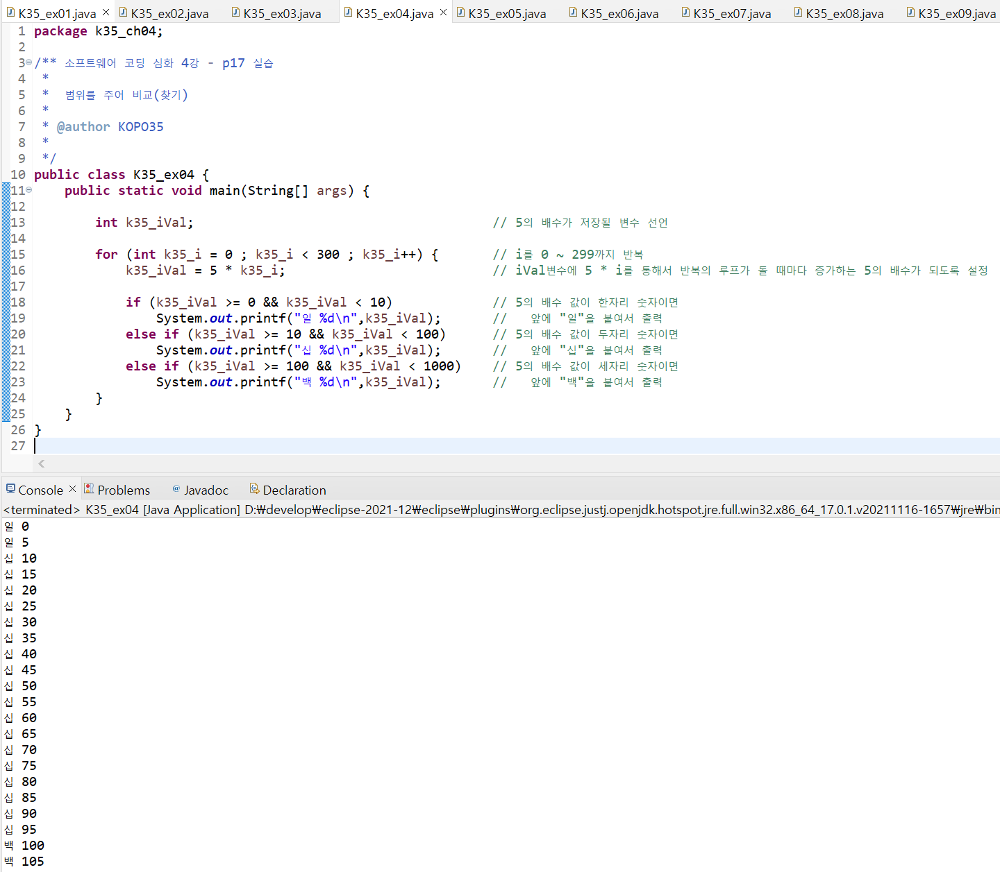 K35_ex01.java K35_ex02.java K35_ex03.java K35_ex04.java K35_ex05.java K35_ex06.java K35_ex07.java K35_ex08.java K35_ex09.java
1 package k35_ch04;
2
3 /** 소프트웨어 코딩 심화 4강 - p17 실습
4 *
5 * 범위를 주어 비교(찾기)
6 *
7 * @author KOPO35
8 *
9 */
10 public class K35_ex04 {
11 public static void main(String[] args) {
12
13 int k35_iVal; // 5의 배수가 저장될 변수 선언
14
15 for (int k35_i = 0 ; k35_i < 300 ; k35_i++) { // i를 0 ~ 299까지 반복
16 k35_iVal = 5 * k35_i; // iVal변수에 5 * i를 통해서 반복의 루프가 돌 때마다 증가하는 5의 배수가 되도록 설정
17
18 if (k35_iVal >= 0 && k35_iVal < 10) // 5의 배수 값이 한자리 숫자이면
19 System.out.printf("일 %d\n",k35_iVal); // 앞에 "일"을 붙여서 출력
20 else if (k35_iVal >= 10 && k35_iVal < 100) // 5의 배수 값이 두자리 숫자이면
21 System.out.printf("십 %d\n",k35_iVal); // 앞에 "십"을 붙여서 출력
22 else if (k35_iVal >= 100 && k35_iVal < 1000) // 5의 배수 값이 세자리 숫자이면
23 System.out.printf("백 %d\n",k35_iVal); // 앞에 "백"을 붙여서 출력
24 }
25 }
26 }
27
Console Problems Javadoc Declaration
<terminated> K35_ex04 [Java Application] D:₩develop₩eclipse-2021-12₩eclipse₩plugins₩org.eclipse.justj.openjdk.hotspot.jre.full.win32.x86_64_17.0.1.v20211116-1657₩jre₩bin
일 0
일 5
십 10
십 15
십 20
십 25
십 30
십 35
십 40
십 45
십 50
십 55
십 60
십 65
십 70
십 75
십 80
십 85
십 90
십 95
백 100
백 105